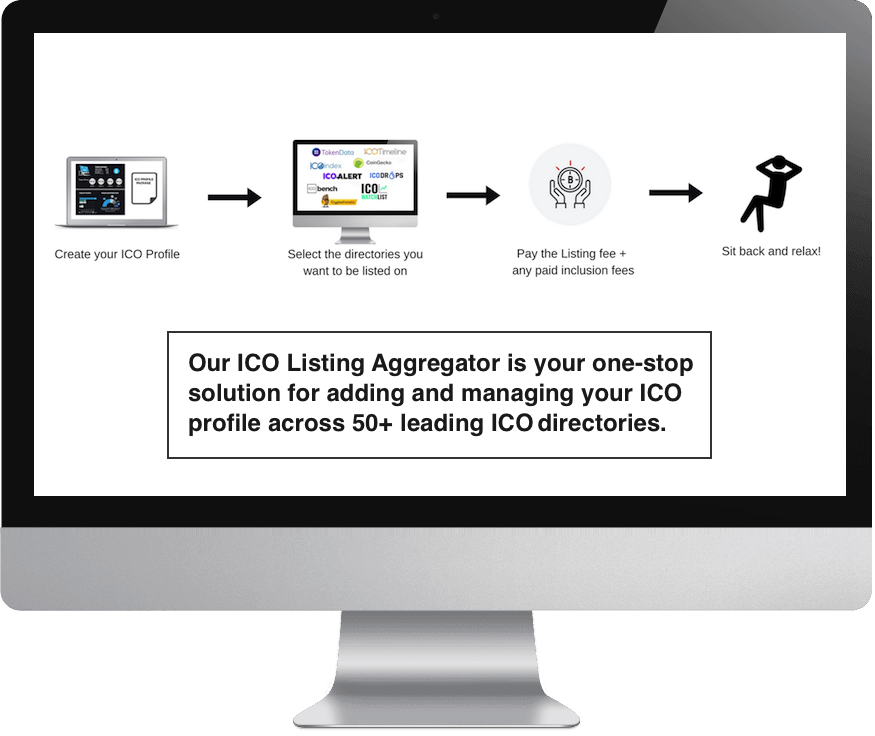 ICO PROFILE
PACKAGE
TokenData
ICOTimeline
ICOindex
CoinGecko
ICOALERT
ICODROPS
ICO bench
ICO
WATCHLIST
B
Create your ICO Profile
Select the directories you
want to be listed on
Pay the Listing fee +
any paid inclusion fees
Sit back and relax!
Our ICO Listing Aggregator is your one-stop
solution for adding and managing your ICO
profile across 50+ leading ICO directories.